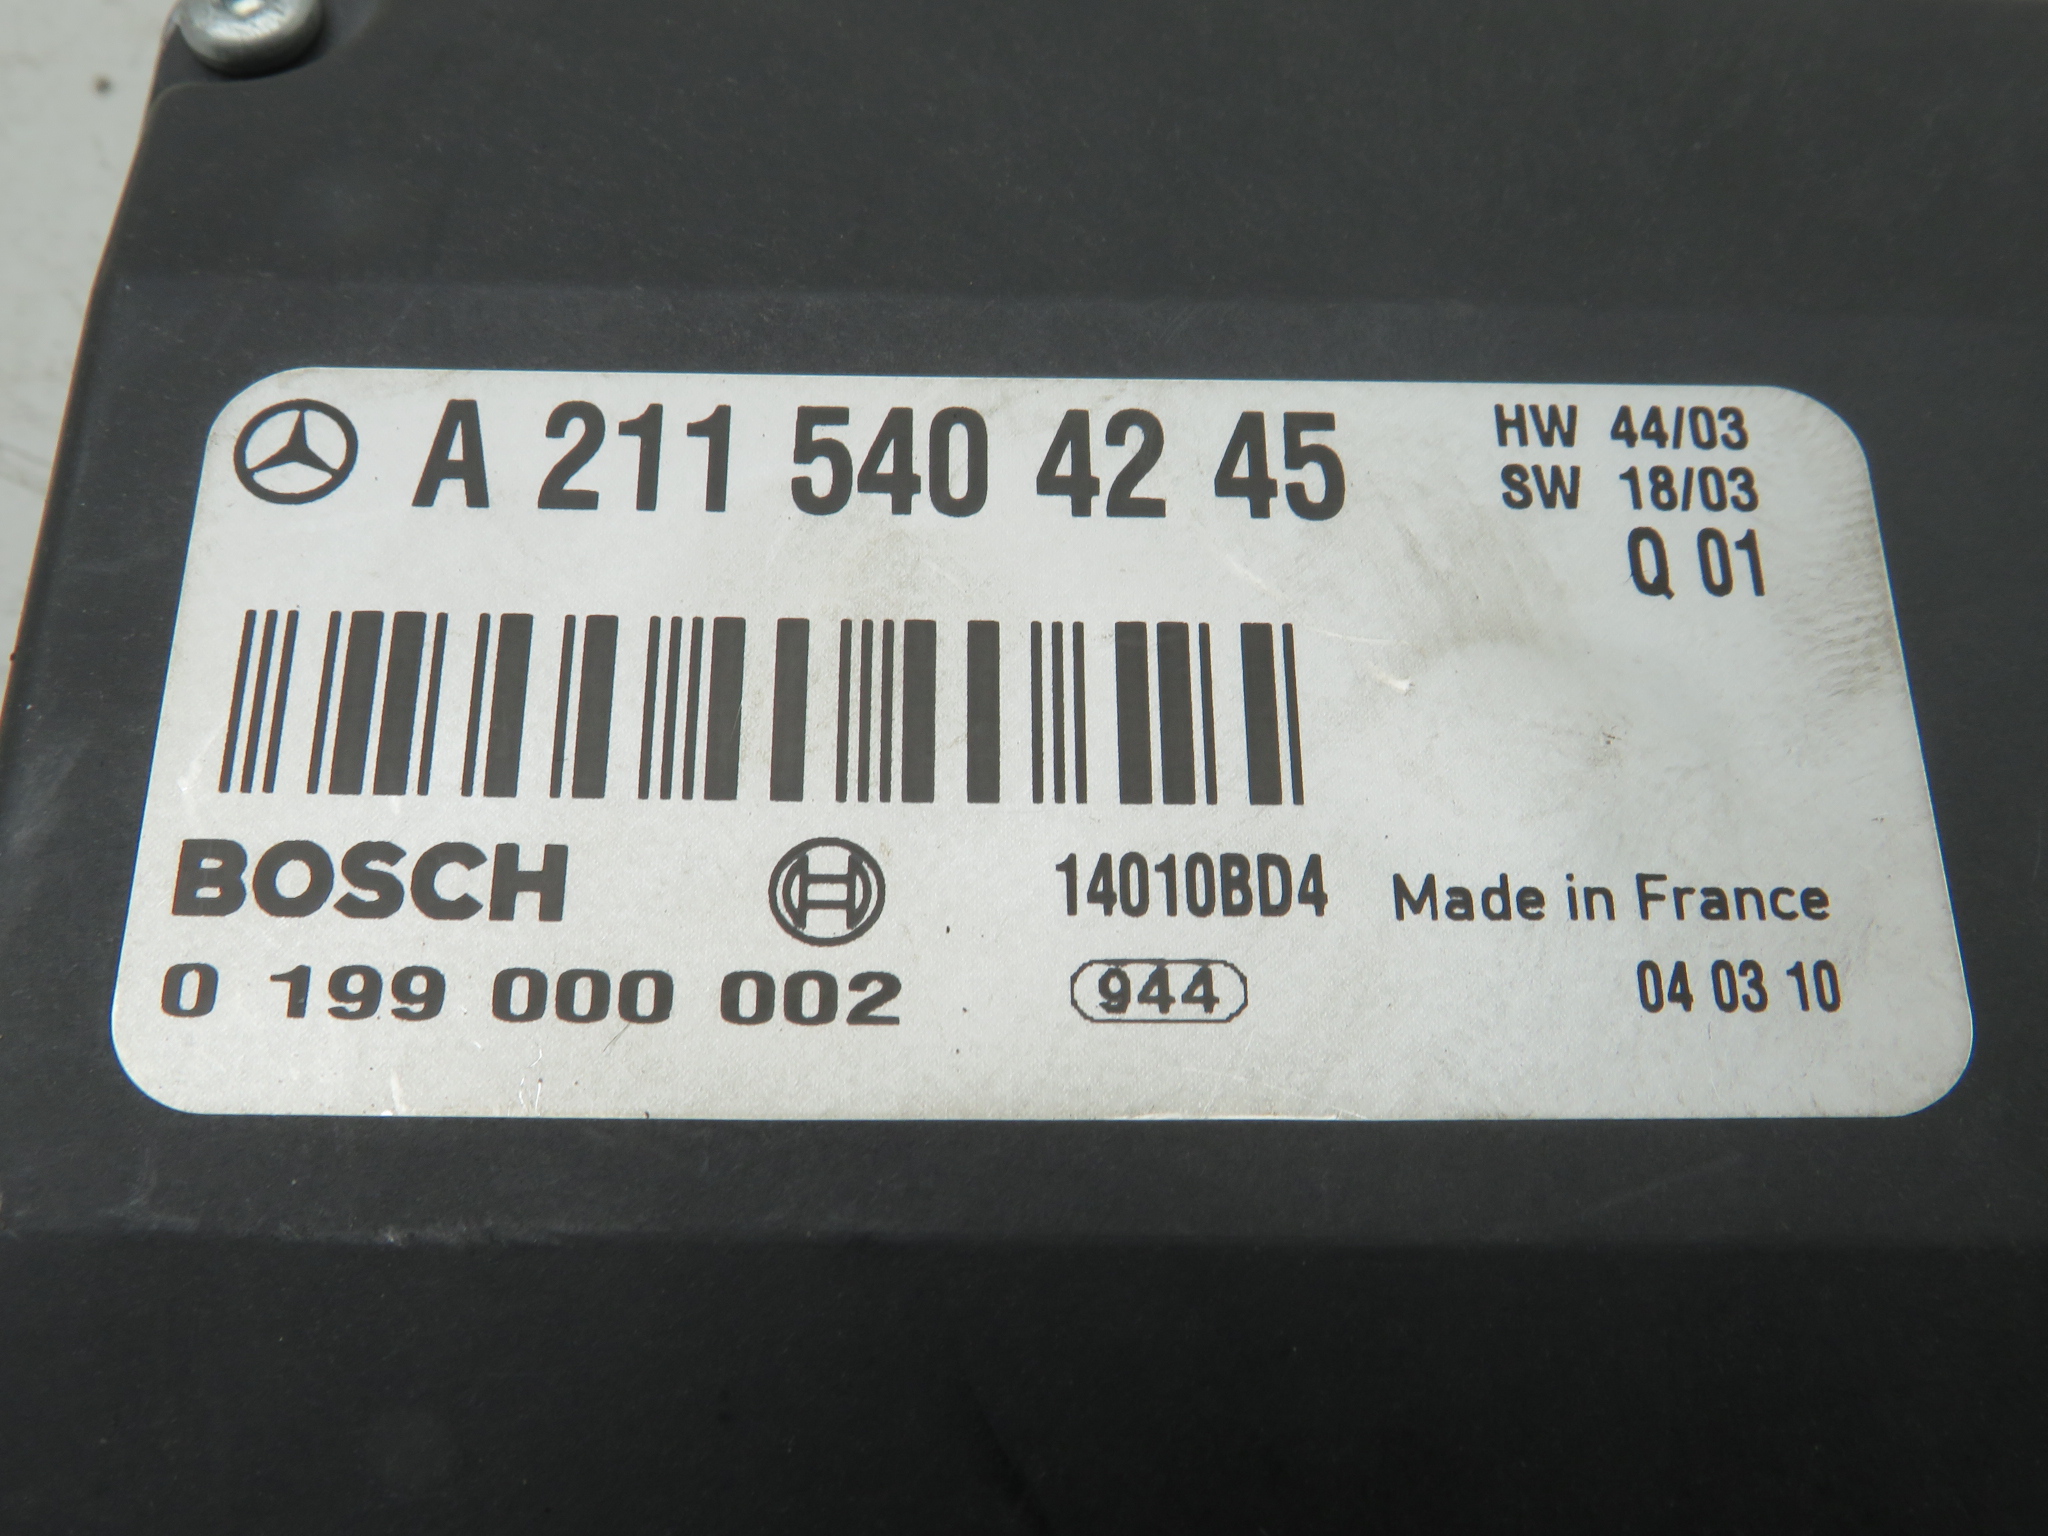 A 211 540 42 45
HW 44/03
SW 18/03
Q 01
BOSCH
14010BD4
Made in France
0 199 000 002
944
04 03 10